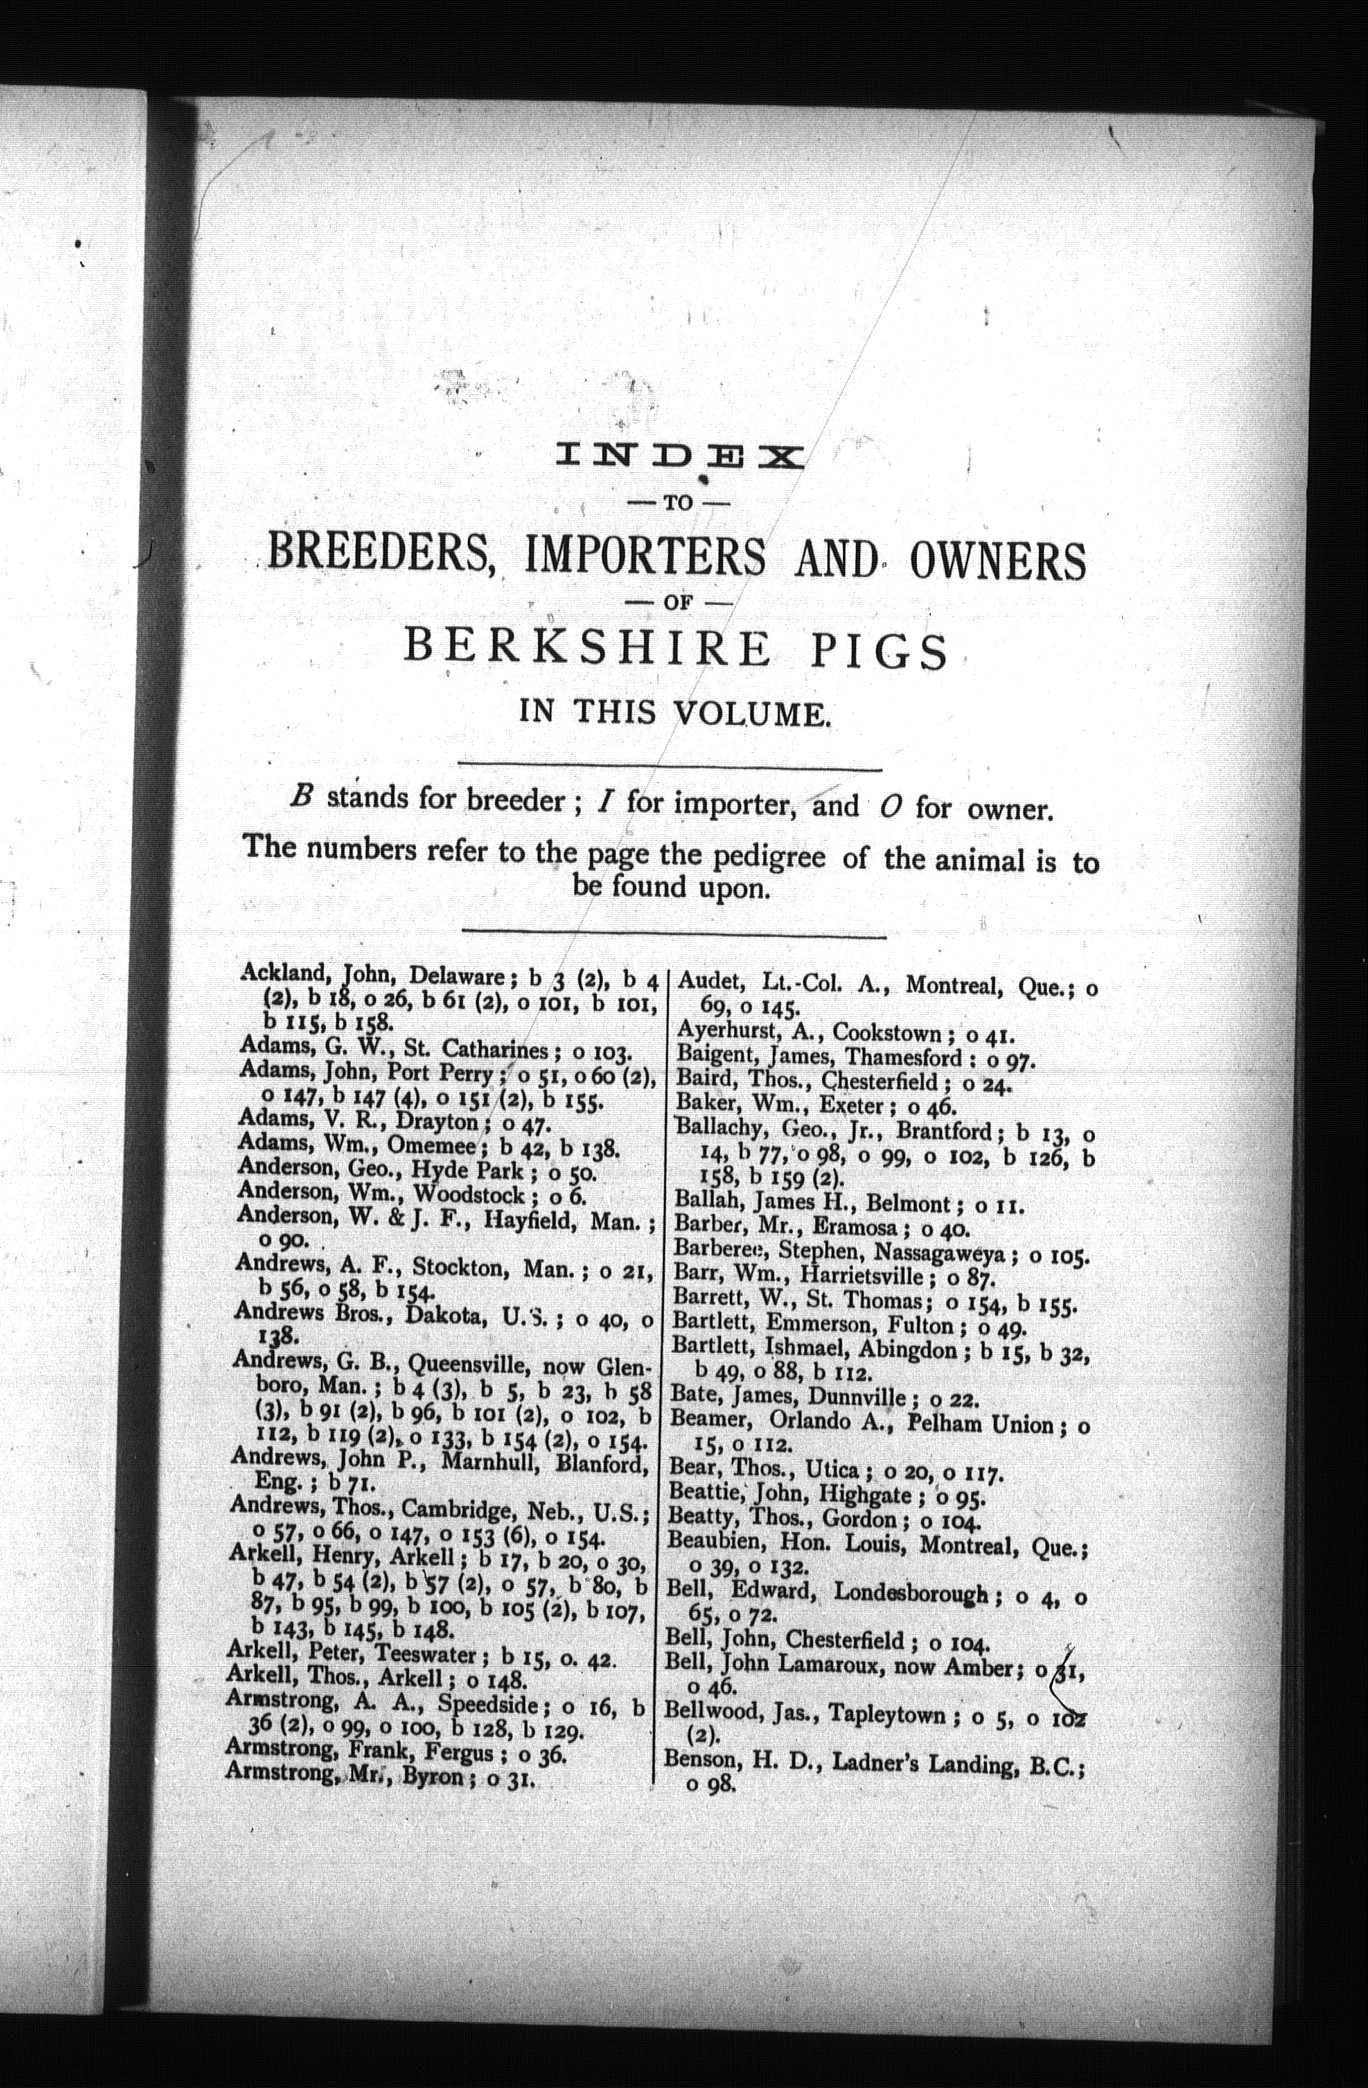 INDEX
— TO —
BREEDERS, IMPORTERS AND OWNERS
— OF —
BERKSHIRE PIGS
IN THIS VOLUME.
B stands for breeder ; I for importer, and O for owner.
The numbers refer to the page the pedigree of the animal is to
be found upon.
Ackland, John, Delaware ; b 3 (2), b 4
(2), b 18, o 26, b 61 (2), o 101, b 101,
b 115, b 158.
Adams, G. W., St. Catharines ; o 103.
Adams, John, Port Perry ; o 51, o 60 (2),
o 147, b 147 (4), o 151 (2), b 155.
Adams, V. R., Drayton ; o 47.
Adams, Wm., Omemee ; b 42, b 138.
Anderson, Geo., Hyde Park ; o 50.
Anderson, Wm., Woodstock ; o 6.
Anderson, W. & J. F., Hayfield, Man. ;
o 90.
Andrews, A. F., Stockton, Man. ; o 21,
b 56, o 58, b 154.
Andrews Bros., Dakota, U.S. ; o 40, o
138.
Andrews, G. B., Queensville, now Glen-
boro, Man. ; b 4 (3), b 5, b 23, b 58
(3), b 91 (2), b 96, b 101 (2), o 102, b
112, b 119 (2), o 133, b 154 (2), o 154.
Andrews, John P., Marnhull, Blanford,
Eng. ; b 71.
Andrews, Thos., Cambridge, Neb., U.S.;
o 57, o 66, o 147, o 153 (6), o 154.
Arkell, Henry, Arkell ; b 17, b 20, o 30,
b 47, b 54 (2), b 57 (2), o 57, b 80, b
87, b 95, b 99, b 100, b 105 (2), b 107,
b 143, b 145, b 148.
Arkell, Peter, Teeswater ; b 15, o. 42.
Arkell, Thos., Arkell ; o 148.
Armstrong, A. A., Speedside ; o 16, b
36 (2), o 99, o 100, b 128, b 129.
Armstrong, Frank, Fergus ; o 36.
Armstrong, Mr., Byron ; o 31.
Audet, Lt.-Col. A., Montreal, Que.; o
69, o 145.
Ayerhurst, A., Cookstown ; o 41.
Baigent, James, Thamesford : o 97.
Baird, Thos., Chesterfield ; o 24.
Baker, Wm., Exeter ; o 46.
Ballachy, Geo., Jr., Brantford ; b 13, o
14, b 77, o 98, o 99, o 102, b 126, b
158, b 159 (2).
Ballah, James H., Belmont ; o 11.
Barber, Mr., Eramosa ; o 40.
Barberee, Stephen, Nassagaweya ; o 105.
Barr, Wm., Harrietsville ; o 87.
Barrett, W., St. Thomas; o 154, b 155.
Bartlett, Emmerson, Fulton ; o 49.
Bartlett, Ishmael, Abingdon ; b 15, b 32,
b 49, o 88, b 112.
Bate, James, Dunnville ; o 22.
Beamer, Orlando A., Pelham Union ; o
15, o 112.
Bear, Thos., Utica ; o 20, o 117.
Beattie, John, Highgate ; o 95.
Beatty, Thos., Gordon ; o 104.
Beaubien, Hon. Louis, Montreal, Que.;
o 39, o 132.
Bell, Edward, Londesborough ; o 4, o
65, o 72.
Bell, John, Chesterfield ; o 104.
Bell, John Lamaroux, now Amber ; o 31,
o 46.
Bellwood, Jas., Tapleytown ; o 5, o 102
(2).
Benson, H. D., Ladner's Landing, B.C.;
o 98.